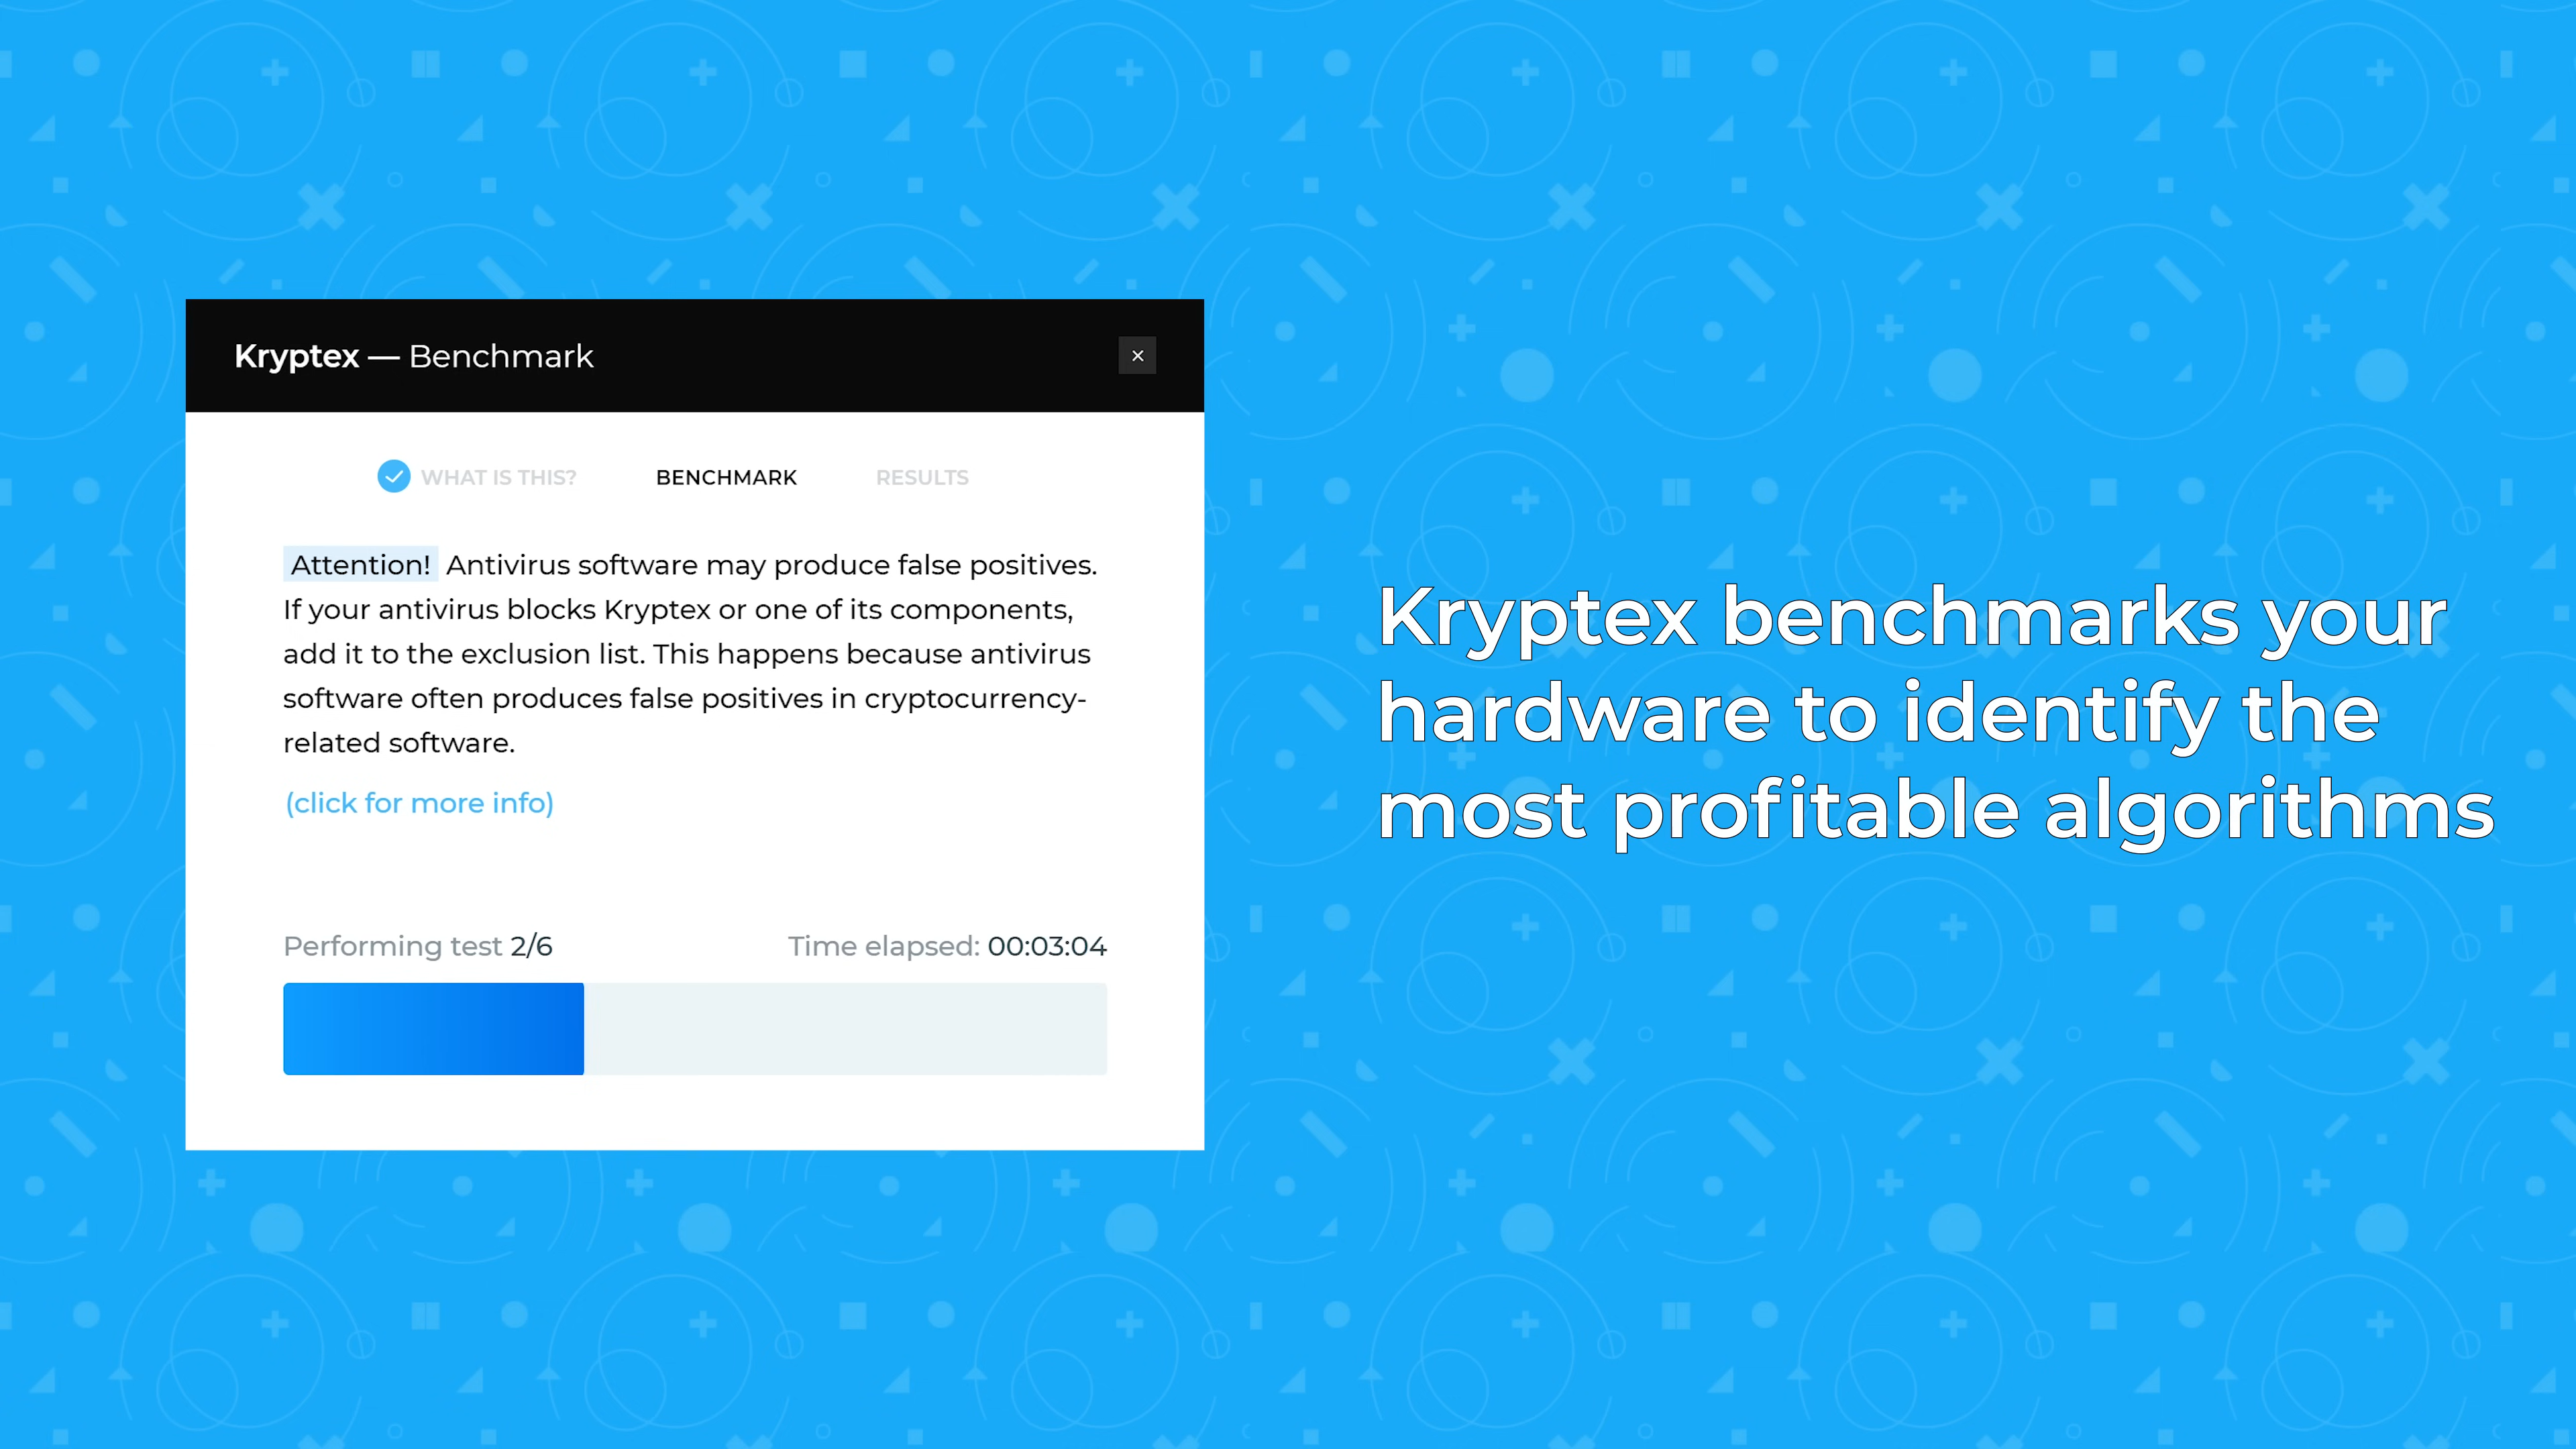 Kryptex — Benchmark
WHAT IS THIS? BENCHMARK RESULTS
Attention! Antivirus software may produce false positives.
If your antivirus blocks Kryptex or one of its components,
add it to the exclusion list. This happens because antivirus
software often produces false positives in cryptocurrency-
related software.
(click for more info)
Performing test 2/6 Time elapsed: 00:03:04
Kryptex benchmarks your
hardware to identify the
most profitable algorithms